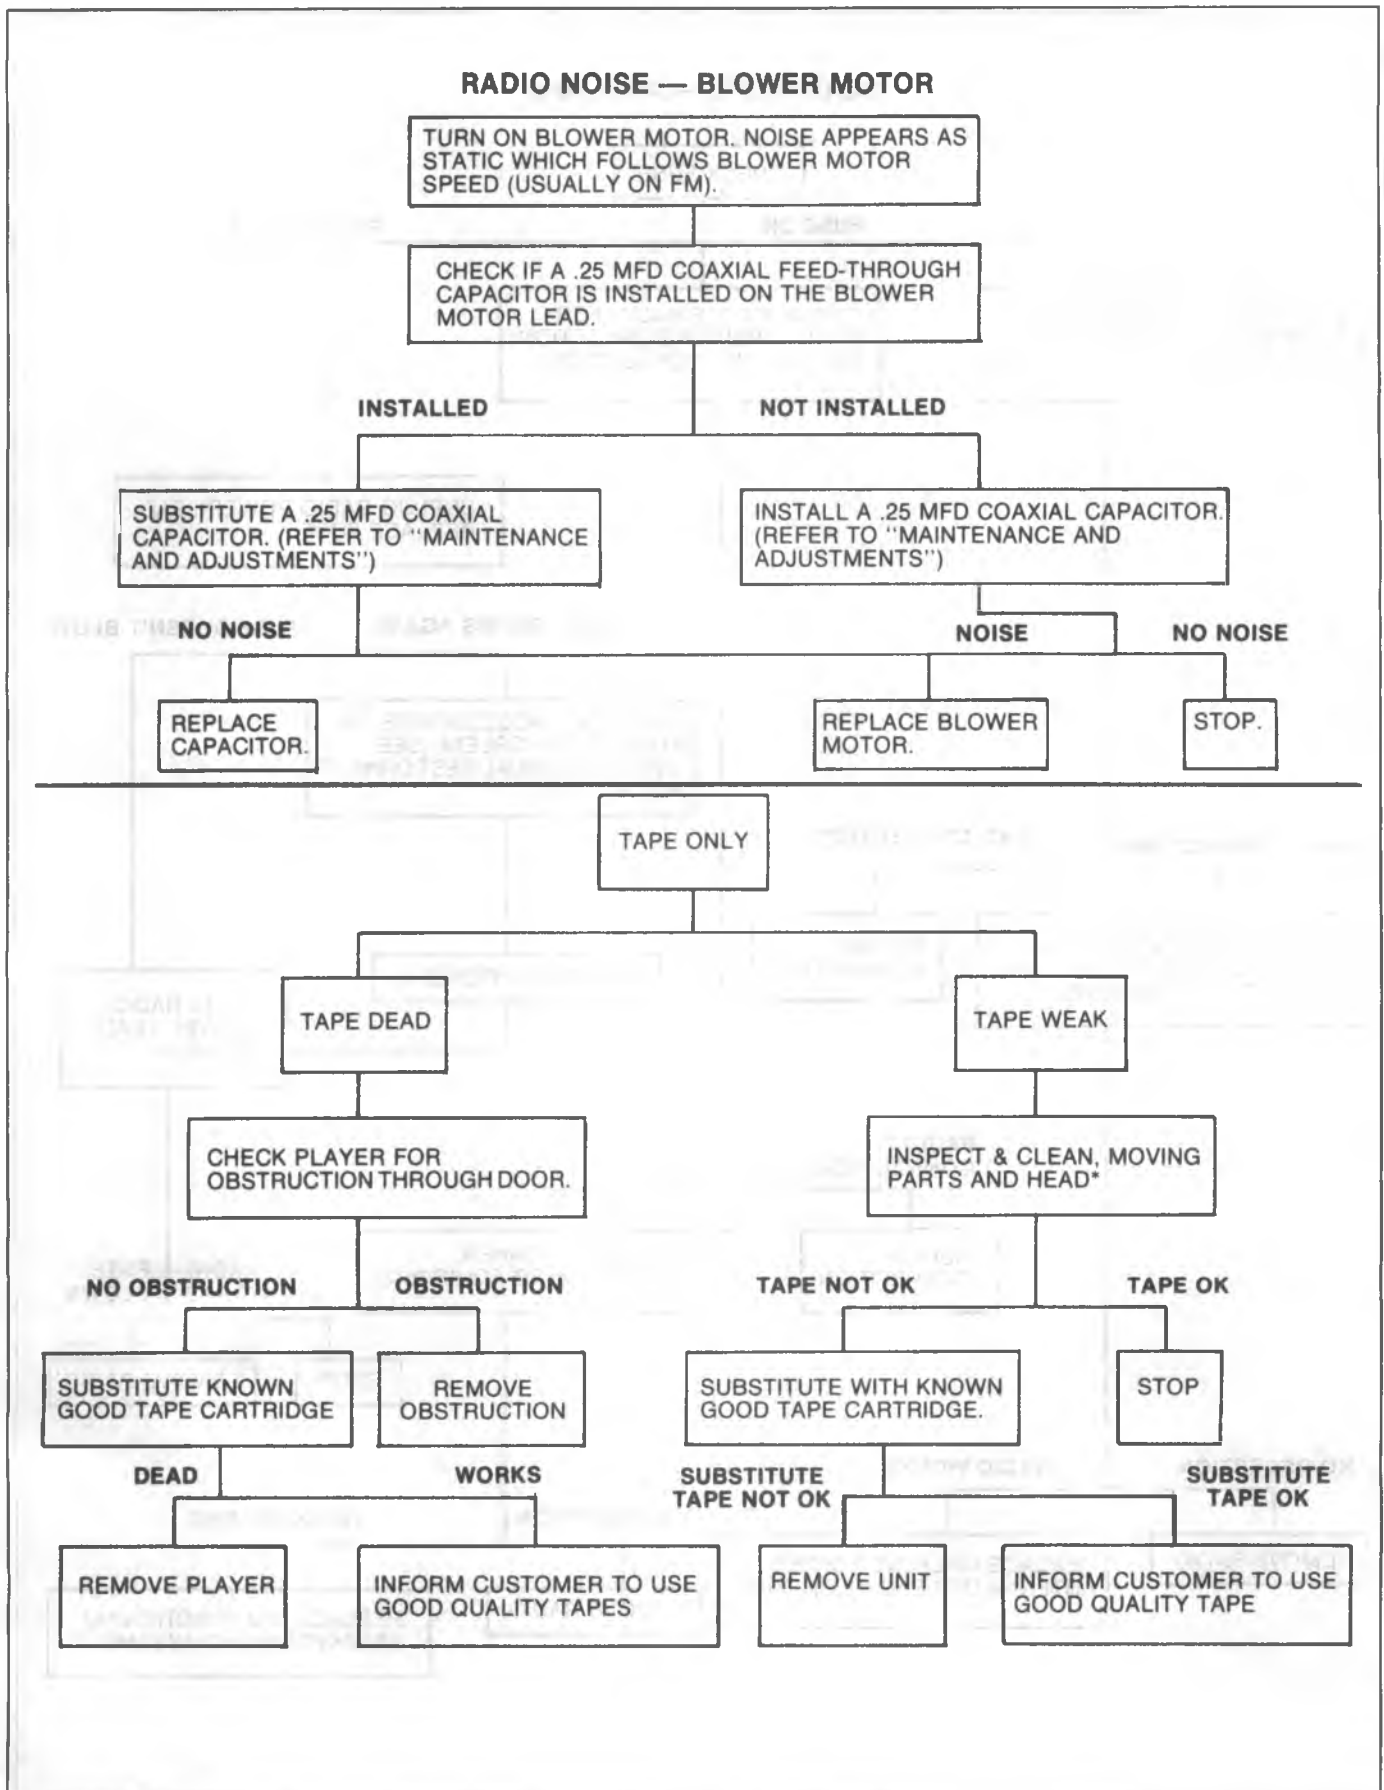 RADIO NOISE — BLOWER MOTOR
TURN ON BLOWER MOTOR. NOISE APPEARS AS
STATIC WHICH FOLLOWS BLOWER MOTOR
SPEED (USUALLY ON FM).
CHECK IF A .25 MFD COAXIAL FEED-THROUGH
CAPACITOR IS INSTALLED ON THE BLOWER
MOTOR LEAD.
INSTALLED
NOT INSTALLED
SUBSTITUTE A .25 MFD COAXIAL
CAPACITOR. (REFER TO "MAINTENANCE
AND ADJUSTMENTS")
INSTALL A .25 MFD COAXIAL CAPACITOR.
(REFER TO "MAINTENANCE AND
ADJUSTMENTS")
NO NOISE
NOISE
NO NOISE
REPLACE
CAPACITOR.
REPLACE BLOWER
MOTOR.
STOP.
TAPE ONLY
TAPE DEAD
TAPE WEAK
CHECK PLAYER FOR
OBSTRUCTION THROUGH DOOR.
INSPECT & CLEAN, MOVING
PARTS AND HEAD*
NO OBSTRUCTION
OBSTRUCTION
TAPE NOT OK
TAPE OK
SUBSTITUTE KNOWN
GOOD TAPE CARTRIDGE
REMOVE
OBSTRUCTION
SUBSTITUTE WITH KNOWN
GOOD TAPE CARTRIDGE.
STOP
DEAD
WORKS
SUBSTITUTE
TAPE NOT OK
SUBSTITUTE
TAPE OK
REMOVE PLAYER
INFORM CUSTOMER TO USE
GOOD QUALITY TAPES
REMOVE UNIT
INFORM CUSTOMER TO USE
GOOD QUALITY TAPE